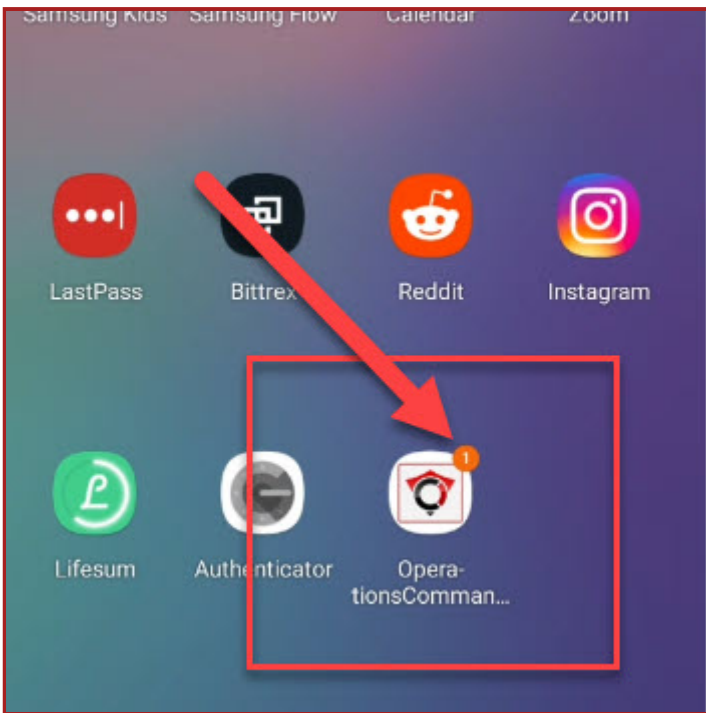 Samsung Kids Samsung Flow Calendar Zoom
LastPass Bittrex Reddit Instagram
1
Lifesum Authenticator Opera-
tionsComman...